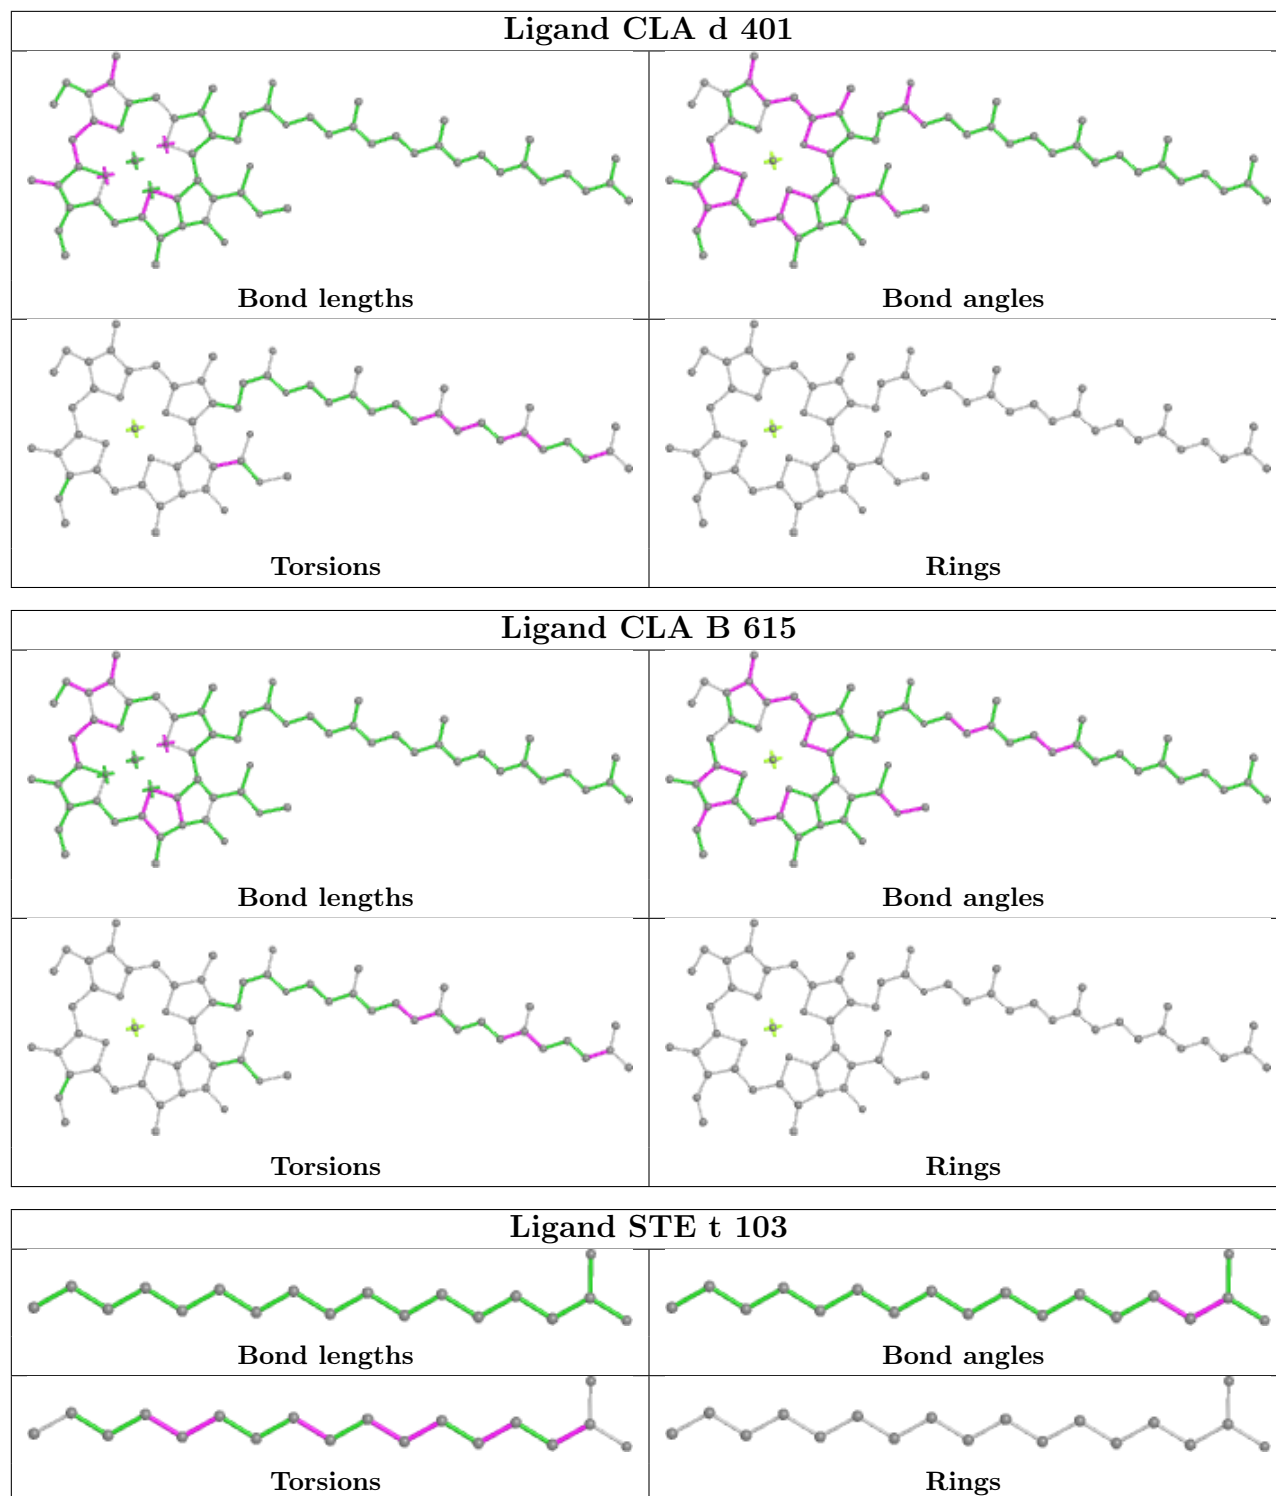 Ligand CLA d 401
Bond lengths
Bond angles
Torsions
Rings
Ligand CLA B 615
Bond lengths
Bond angles
Torsions
Rings
Ligand STE t 103
Bond lengths
Bond angles
Torsions
Rings